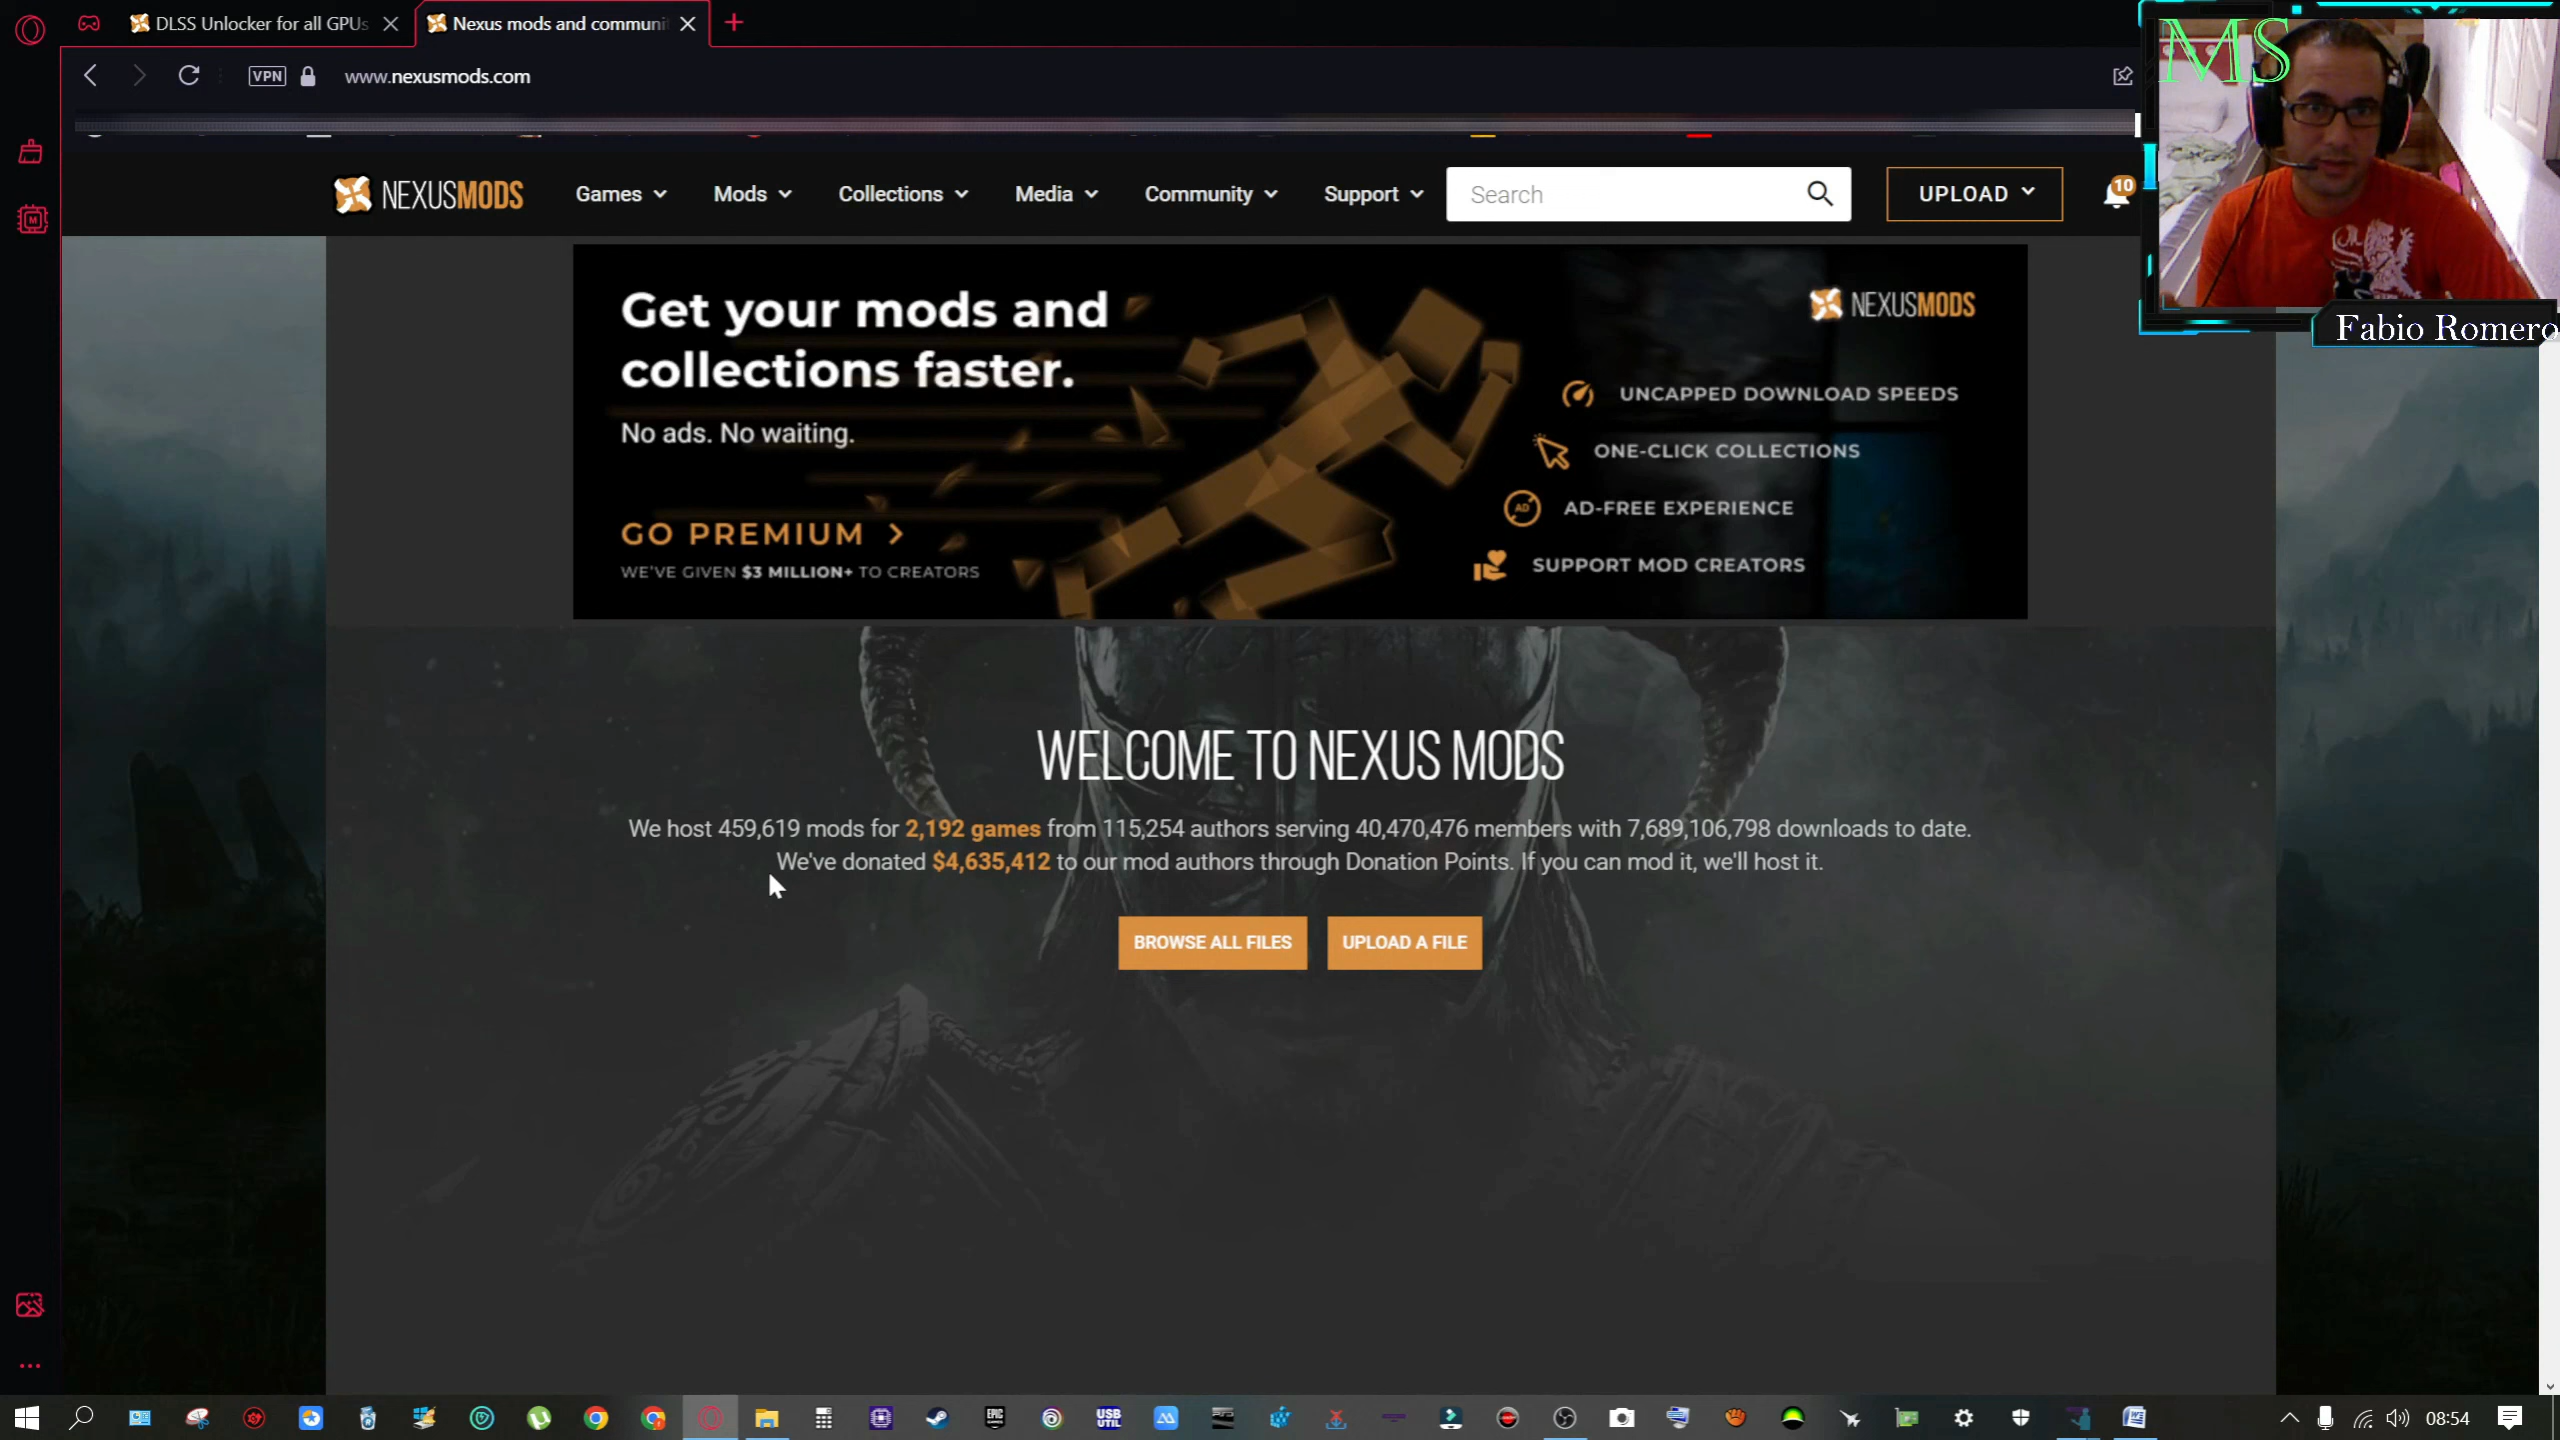 DLSS Unlocker for all GPUs
Nexus mods and communi
VPN
www.nexusmods.com
MS
NEXUSMODS
Games
Mods
Collections
Media
Community
Support
Search
UPLOAD
10
Fabio Romero
Get your mods and
collections faster.
No ads. No waiting.
GO PREMIUM
WE'VE GIVEN $3 MILLION+ TO CREATORS
NEXUSMODS
UNCAPPED DOWNLOAD SPEEDS
ONE-CLICK COLLECTIONS
AD
AD-FREE EXPERIENCE
SUPPORT MOD CREATORS
WELCOME TO NEXUS MODS
We host 459,619 mods for 2,192 games from 115,254 authors serving 40,470,476 members with 7,689,106,798 downloads to date.
We've donated $4,635,412 to our mod authors through Donation Points. If you can mod it, we'll host it.
BROWSE ALL FILES
UPLOAD A FILE
EPIC
USB
UTIL
08:54